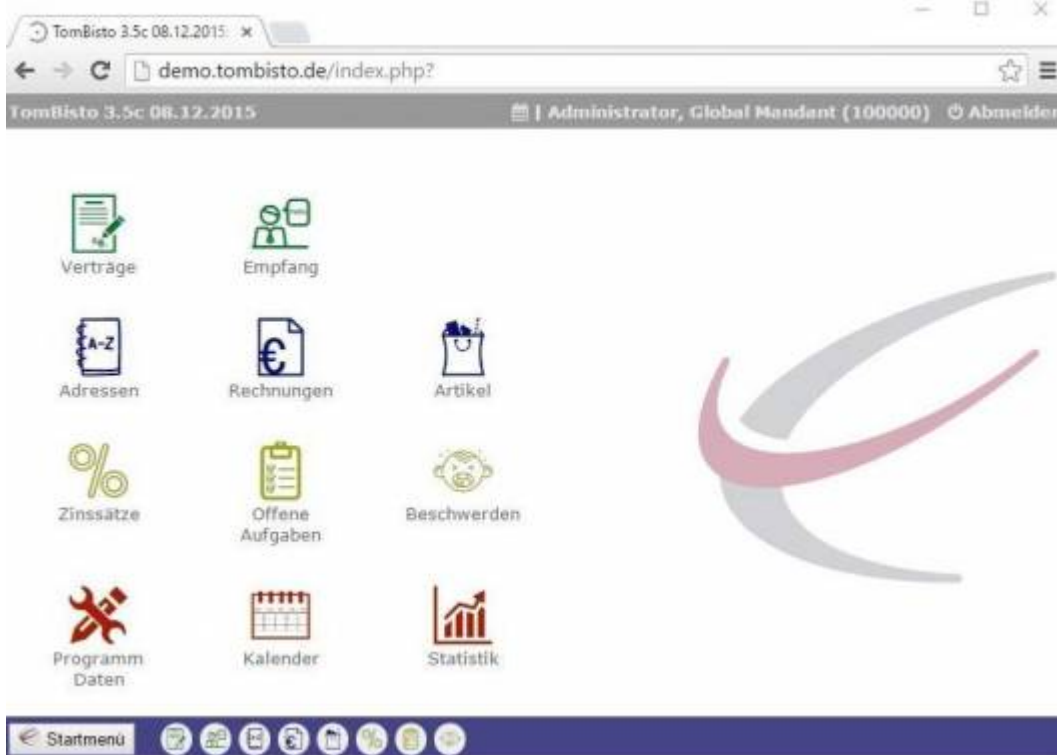 TomBisto 3.5c 08.12.2015
demo.tombisto.de/index.php?
TomBisto 3.5c 08.12.2015 | Administrator, Global Mandant (100000) Abmelden
Verträge Empfang
A-Z €
Adressen Rechnungen Artikel
%
Zinssätze Offene Aufgaben Beschwerden
Programm Daten Kalender Statistik
Startmenü